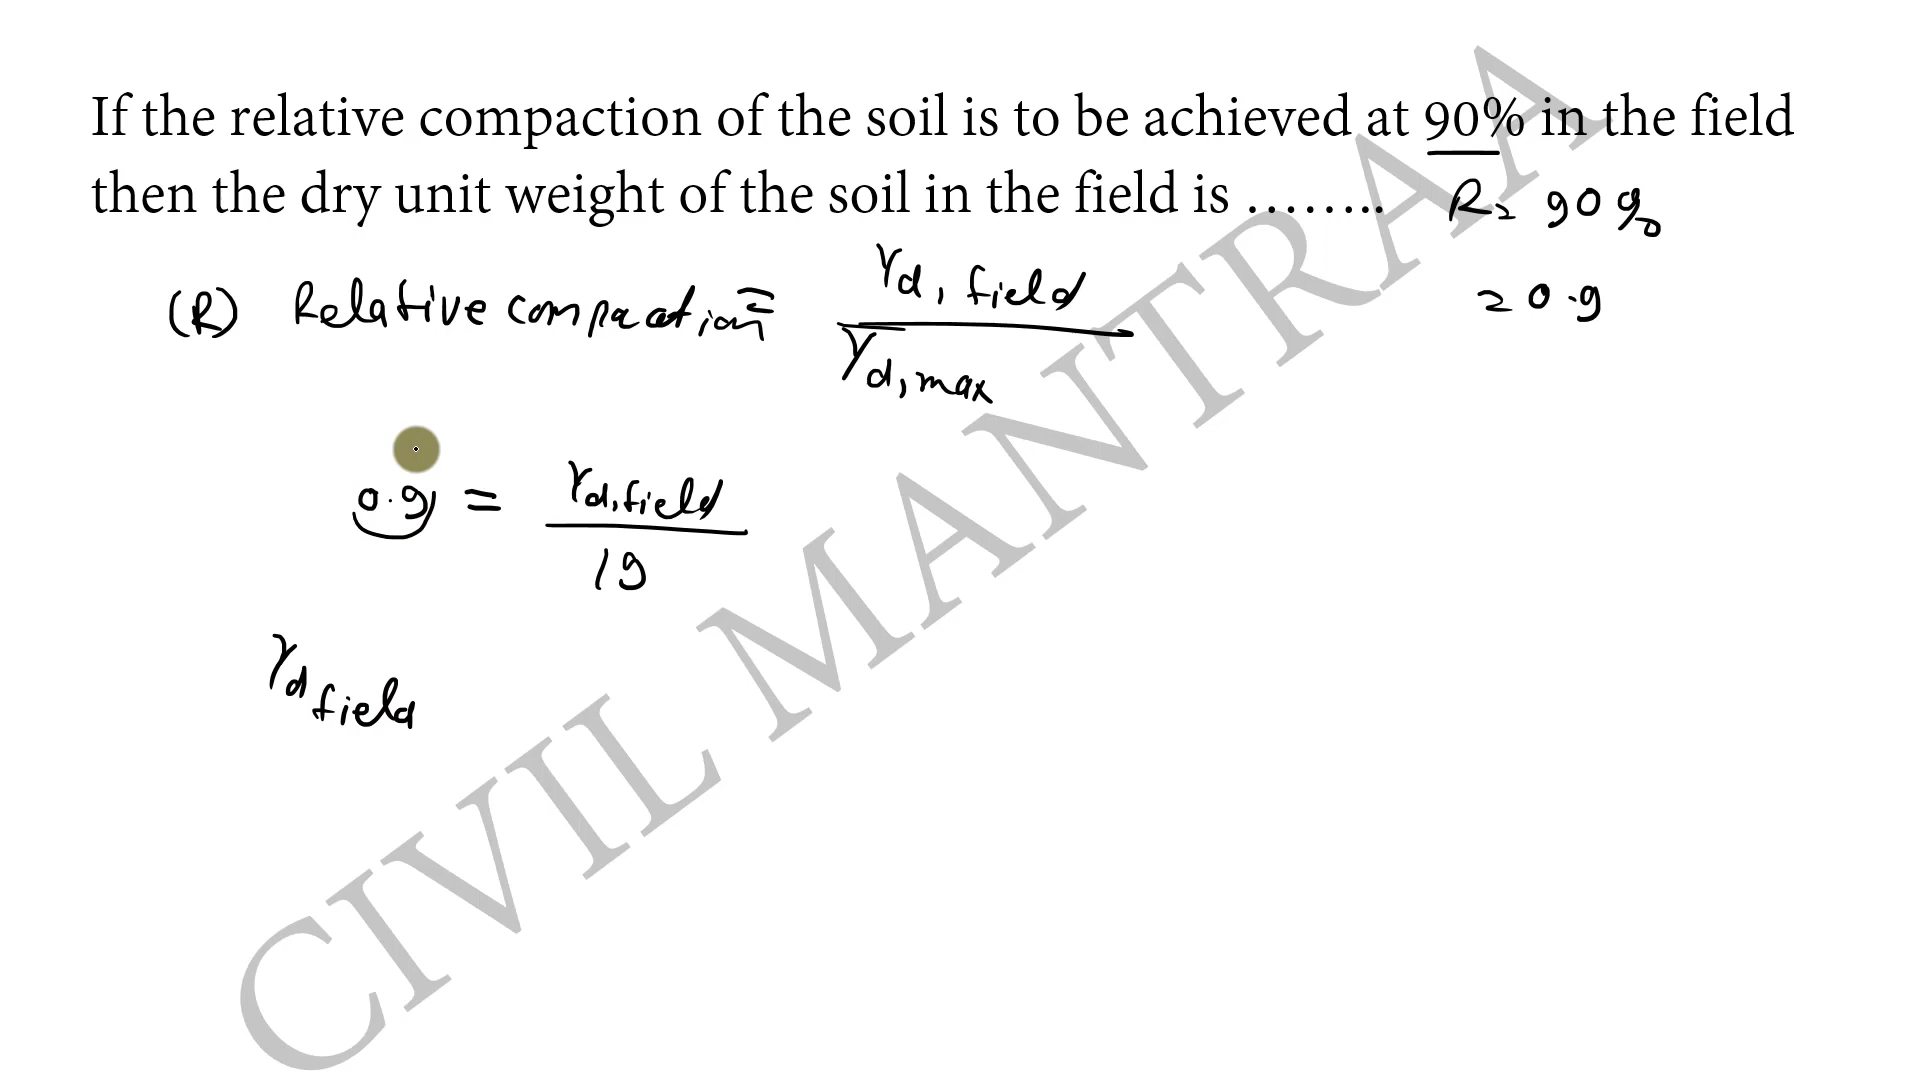 If the relative compaction of the soil is to be achieved at 90% in the field
then the dry unit weight of the soil in the field is ........
R = 90%
= 0.9
(R) Relative compaction = γd, field
γd, max
0.9 = γd, field
19
γd field
CIVIL MANTRAA